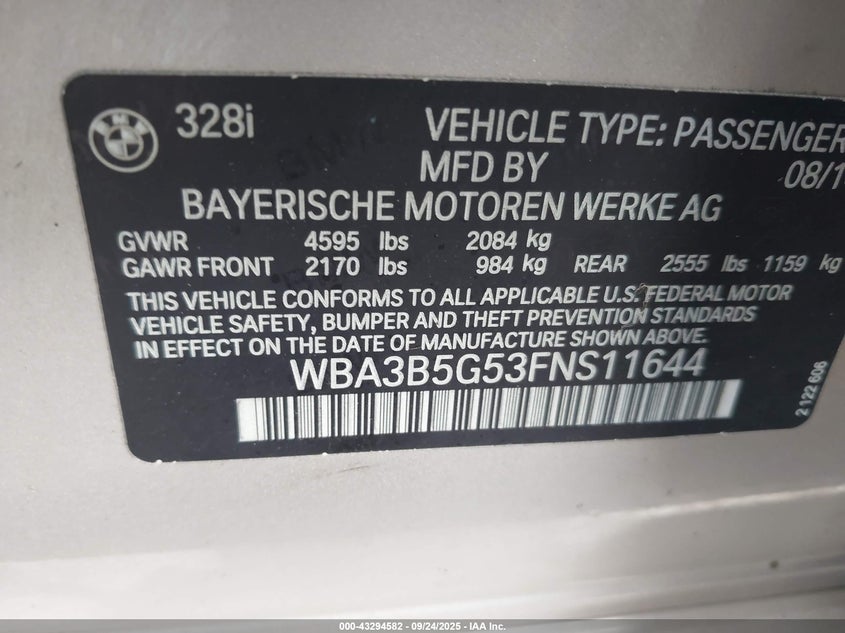 328i
VEHICLE TYPE: PASSENGER
MFD BY
08/1
BAYERISCHE MOTOREN WERKE AG
GVWR 4595 lbs 2084 kg
GAWR FRONT 2170 lbs 984 kg REAR 2555 lbs 1159 kg
THIS VEHICLE CONFORMS TO ALL APPLICABLE U.S. FEDERAL MOTOR
VEHICLE SAFETY, BUMPER AND THEFT PREVENTION STANDARDS
IN EFFECT ON THE DATE OF MANUFACTURE SHOWN ABOVE.
WBA3B5G53FNS11644
2 122 606
000-43294582 - 09/24/2025 - IAA Inc.